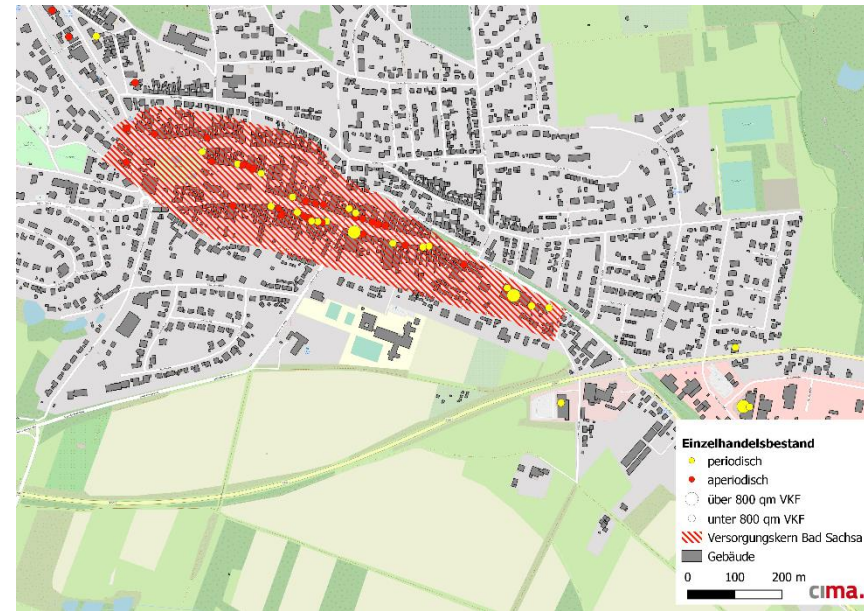 Einzelhandelsbestand
periodisch
aperiodisch
über 800 qm VKF
unter 800 qm VKF
Versorgungskern Bad Sachsa
Gebäude
0 100 200 m
cima.